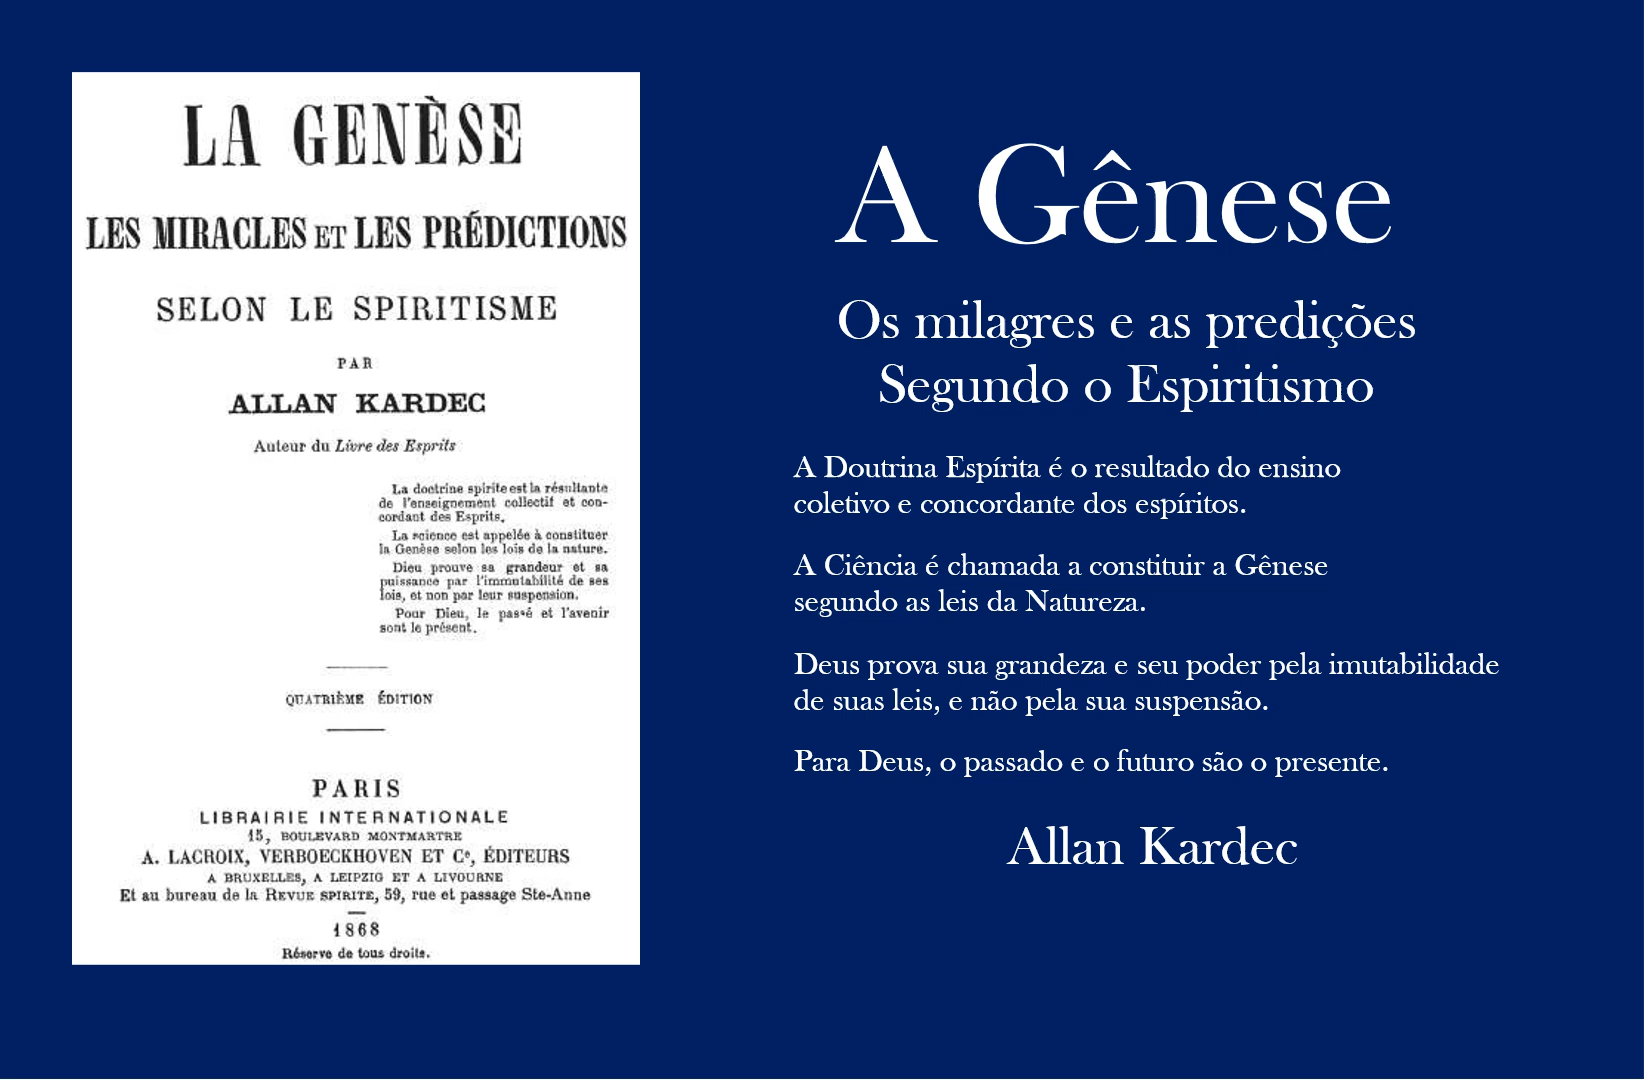 LA GENÈSE
LES MIRACLES ET LES PRÉDICTIONS
SELON LE SPIRITISME
PAR
ALLAN KARDEC
Auteur du Livre des Esprits
La doctrine spirite est la résultante
de l'enseignement collectif et con-
cordant des Esprits.
La science est appelée à constituer
la Genèse selon les lois de la nature.
Dieu prouve sa grandeur et sa
puissance par l'immutabilité de ses
lois, et non par leur suspension.
Pour Dieu, le passé et l'avenir
sont le présent.
QUATRIÈME ÉDITION
PARIS
LIBRAIRIE INTERNATIONALE
15, BOULEVARD MONTMARTRE
A. LACROIX, VERBOECKHOVEN ET Cᵉ, ÉDITEURS
A BRUXELLES, A LEIPZIG ET A LIVOURNE
Et au bureau de la REVUE SPIRITE, 59, rue et passage Ste-Anne
1868
Réserve de tous droits.
A Gênese
Os milagres e as predições
Segundo o Espiritismo
A Doutrina Espírita é o resultado do ensino
coletivo e concordante dos espíritos.
A Ciência é chamada a constituir a Gênese
segundo as leis da Natureza.
Deus prova sua grandeza e seu poder pela imutabilidade
de suas leis, e não pela sua suspensão.
Para Deus, o passado e o futuro são o presente.
Allan Kardec